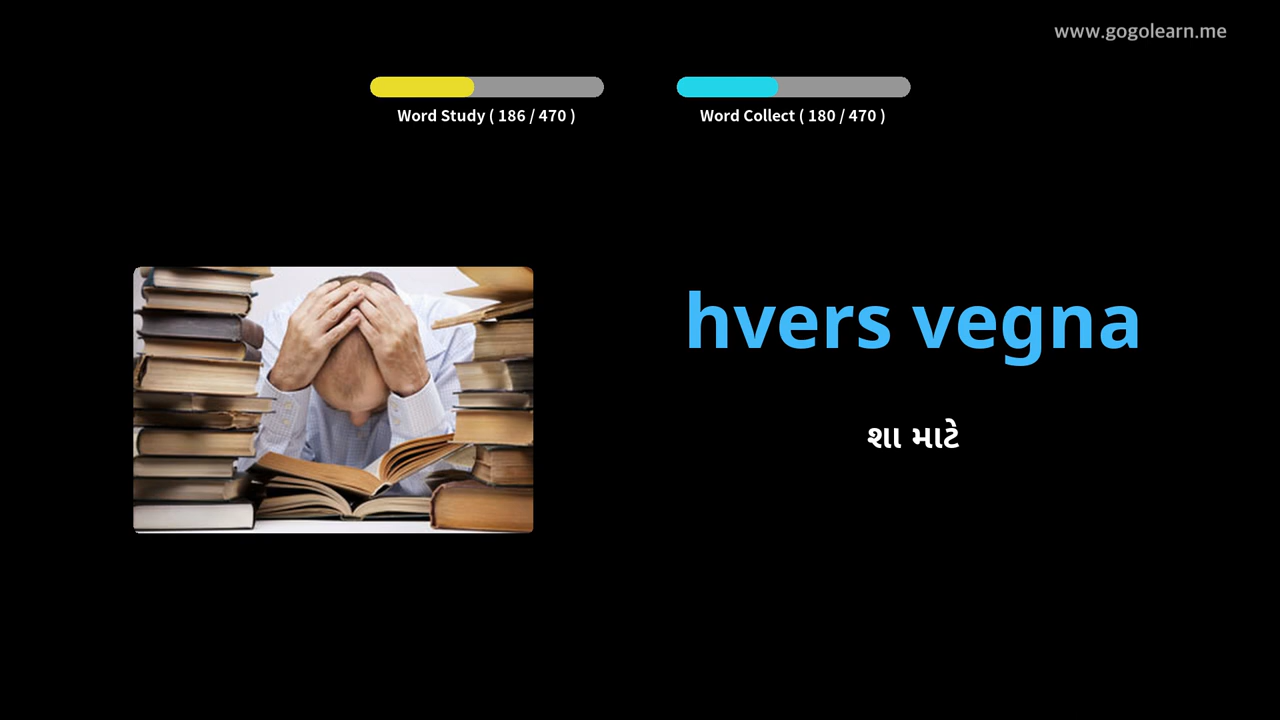 www.gogolearn.me
Word Study ( 186 / 470 )
Word Collect ( 180 / 470 )
hvers vegna
શા માટે